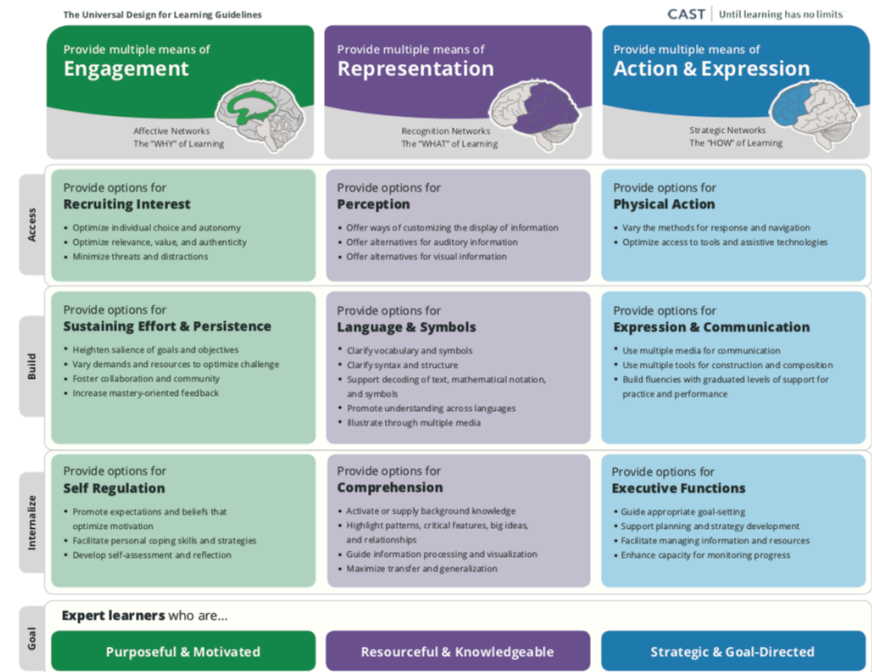 The Universal Design for Learning Guidelines
CAST | Until learning has no limits
Provide multiple means of
Engagement
Affective Networks
The "WHY" of Learning
Provide multiple means of
Representation
Recognition Networks
The "WHAT" of Learning
Provide multiple means of
Action & Expression
Strategic Networks
The "HOW" of Learning
Access
Provide options for
Recruiting Interest
• Optimize individual choice and autonomy
• Optimize relevance, value, and authenticity
• Minimize threats and distractions
Provide options for
Perception
• Offer ways of customizing the display of information
• Offer alternatives for auditory information
• Offer alternatives for visual information
Provide options for
Physical Action
• Vary the methods for response and navigation
• Optimize access to tools and assistive technologies
Build
Provide options for
Sustaining Effort & Persistence
• Heighten salience of goals and objectives
• Vary demands and resources to optimize challenge
• Foster collaboration and community
• Increase mastery-oriented feedback
Provide options for
Language & Symbols
• Clarify vocabulary and symbols
• Clarify syntax and structure
• Support decoding of text, mathematical notation,
and symbols
• Promote understanding across languages
• Illustrate through multiple media
Provide options for
Expression & Communication
• Use multiple media for communication
• Use multiple tools for construction and composition
• Build fluencies with graduated levels of support for
practice and performance
Internalize
Provide options for
Self Regulation
• Promote expectations and beliefs that
optimize motivation
• Facilitate personal coping skills and strategies
• Develop self-assessment and reflection
Provide options for
Comprehension
• Activate or supply background knowledge
• Highlight patterns, critical features, big ideas,
and relationships
• Guide information processing and visualization
• Maximize transfer and generalization
Provide options for
Executive Functions
• Guide appropriate goal-setting
• Support planning and strategy development
• Facilitate managing information and resources
• Enhance capacity for monitoring progress
Goal
Expert learners who are...
Purposeful & Motivated
Resourceful & Knowledgeable
Strategic & Goal-Directed